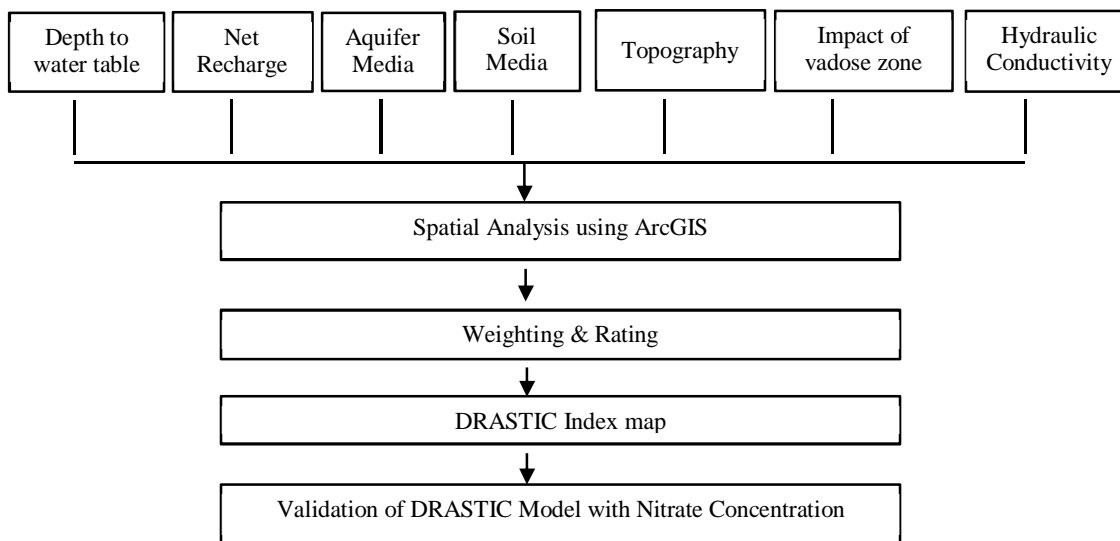 Depth to
water table
Net
Recharge
Aquifer
Media
Soil
Media
Topography
Impact of
vadose zone
Hydraulic
Conductivity
Spatial Analysis using ArcGIS
Weighting & Rating
DRASTIC Index map
Validation of DRASTIC Model with Nitrate Concentration